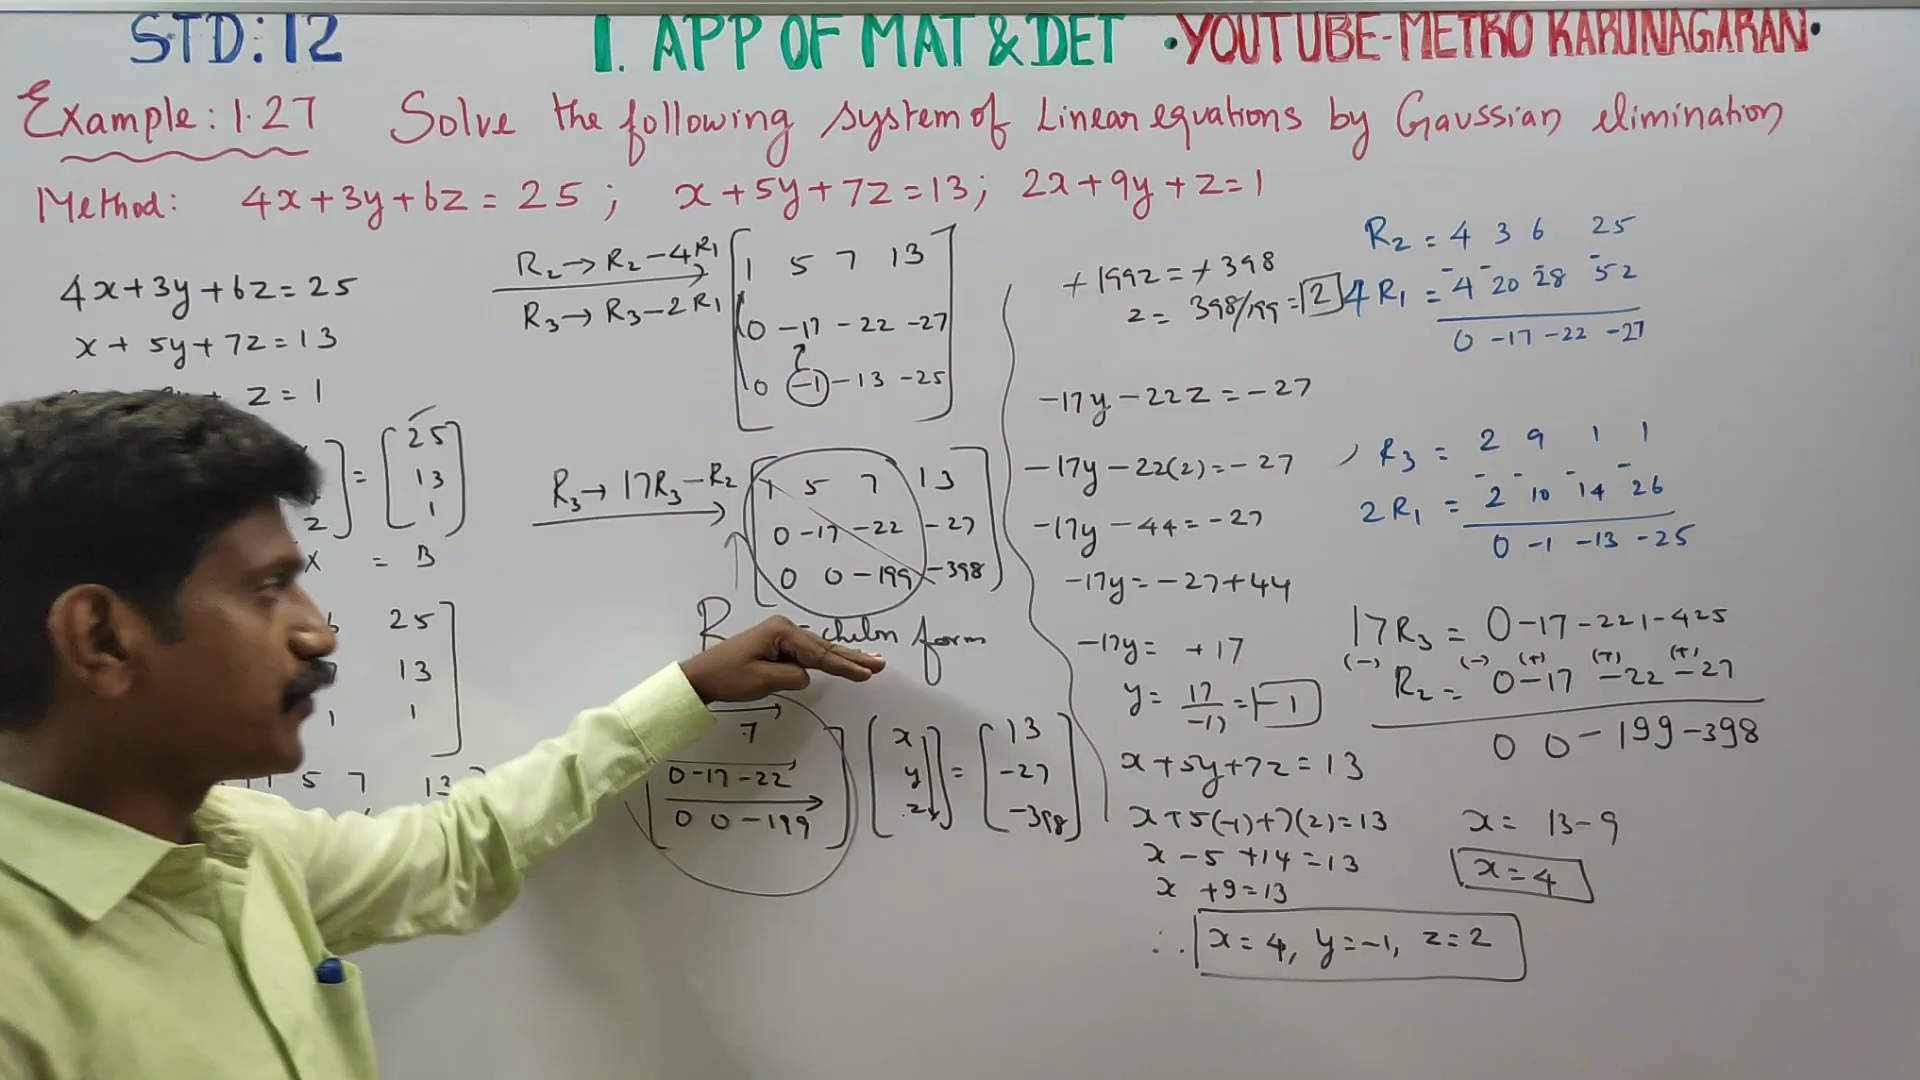 STD: 12 1. APP OF MAT & DET •YOUTUBE-METRO KARUNAGARAN•
Example: 1.27 Solve the following system of Linear equations by Gaussian elimination
Method: 4x+3y+6z=25; x+5y+7z=13; 2x+9y+z=1
4x+3y+6z=25
x+5y+7z=13
z=1
25
13
z 1
X = B
25
13
1 1
1 5 7 13
R₂→R₂-4R₁
R₃→R₃-2R₁
1 5 7 13
0 -17 -22 -27
0 -1 -13 -25
R₃→17R₃-R₂
1 5 7 13
0 -17 -22 -27
0 0 -199 -398
form
7 x 13
0 -17 -22 y = -27
0 0 -199 z -398
+199z=+398
z= 398/199=2
-17y-22z=-27
-17y-22(2)=-27
-17y-44=-27
-17y=-27+44
-17y= +17
y= 17/-17=-1
x+5y+7z=13
x+5(-1)+7(2)=13
x-5+14=13
x +9=13
∴ x=4, y=-1, z=2
R₂ = 4 3 6 25
4R₁ = -4 -20 -28 -52
0 -17 -22 -27
R₃ = 2 9 1 1
2R₁ = -2 -10 -14 -26
0 -1 -13 -25
17R₃ = 0 -17 -221 -425
(-) (-) (+) (+) (+)
R₂ = 0 -17 -22 -27
0 0 -199 -398
x= 13-9
x=4